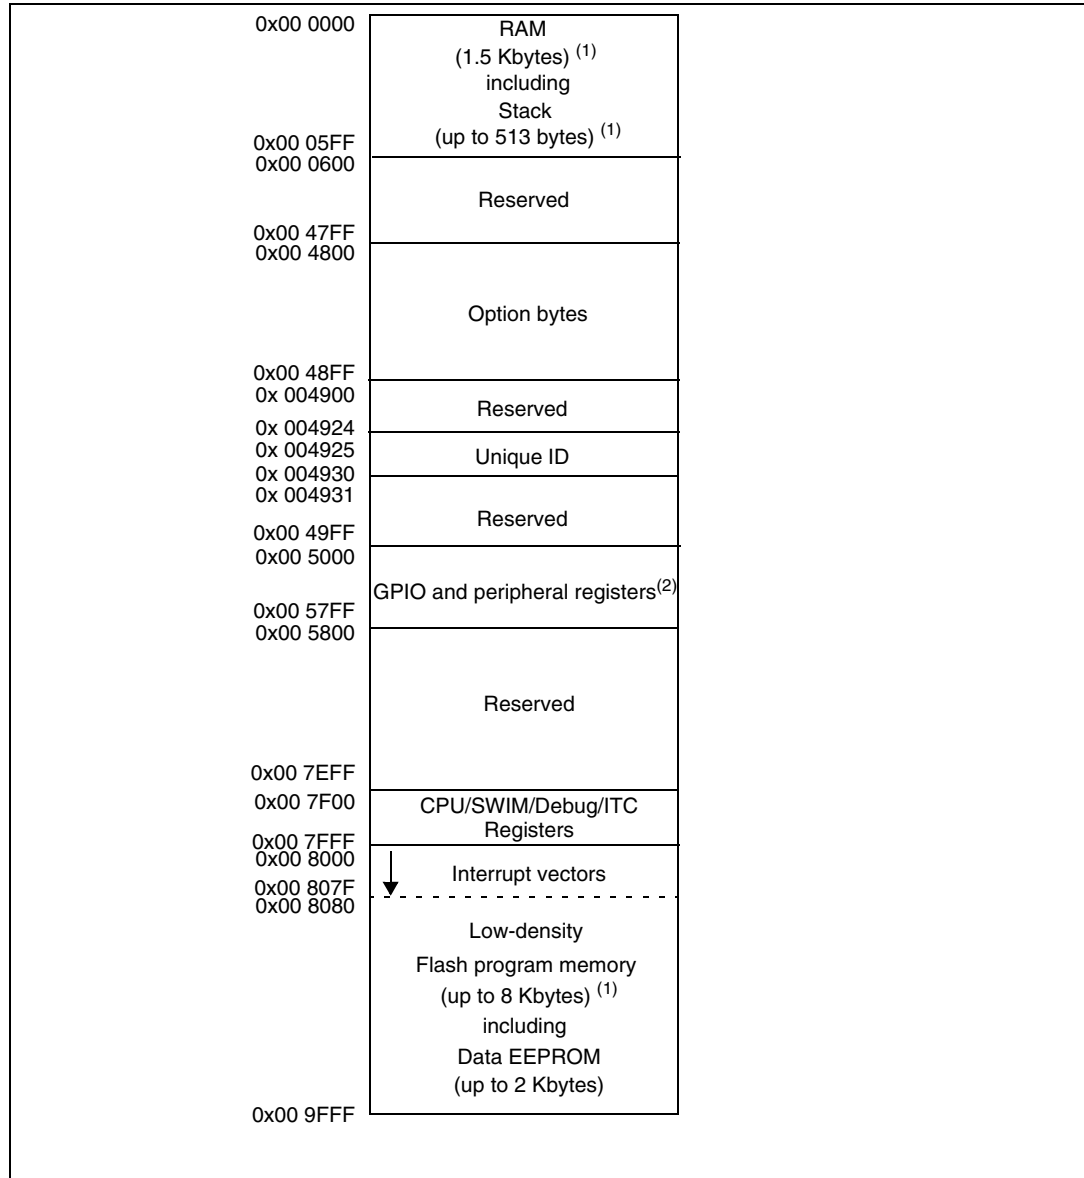 0x00 0000
RAM
(1.5 Kbytes) (1)
including
Stack
(up to 513 bytes) (1)
0x00 05FF
0x00 0600
Reserved
0x00 47FF
0x00 4800
Option bytes
0x00 48FF
0x 004900
Reserved
0x 004924
0x 004925
Unique ID
0x 004930
0x 004931
Reserved
0x00 49FF
0x00 5000
GPIO and peripheral registers(2)
0x00 57FF
0x00 5800
Reserved
0x00 7EFF
0x00 7F00
CPU/SWIM/Debug/ITC
Registers
0x00 7FFF
0x00 8000
Interrupt vectors
0x00 807F
0x00 8080
Low-density
Flash program memory
(up to 8 Kbytes) (1)
including
Data EEPROM
(up to 2 Kbytes)
0x00 9FFF